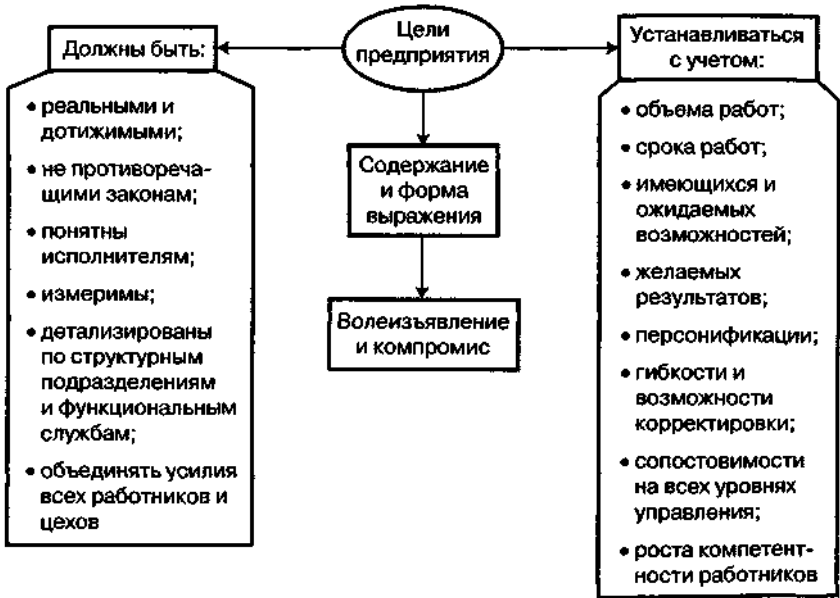 Цели
предприятия
Должны быть:
• реальными и
дотижимыми;
• не противореча-
щими законам;
• понятны
исполнителям;
• измеримы;
• детализированы
по структурным
подразделениям
и функциональным
службам;
• объединять усилия
всех работников и
цехов
Содержание
и форма
выражения
Волеизъявление
и компромис
Устанавливаться
с учетом:
• объема работ;
• срока работ;
• имеющихся и
ожидаемых
возможностей;
• желаемых
результатов;
• персонификации;
• гибкости и
возможности
корректировки;
• сопостовимости
на всех уровнях
управления;
• роста компетент-
ности работников